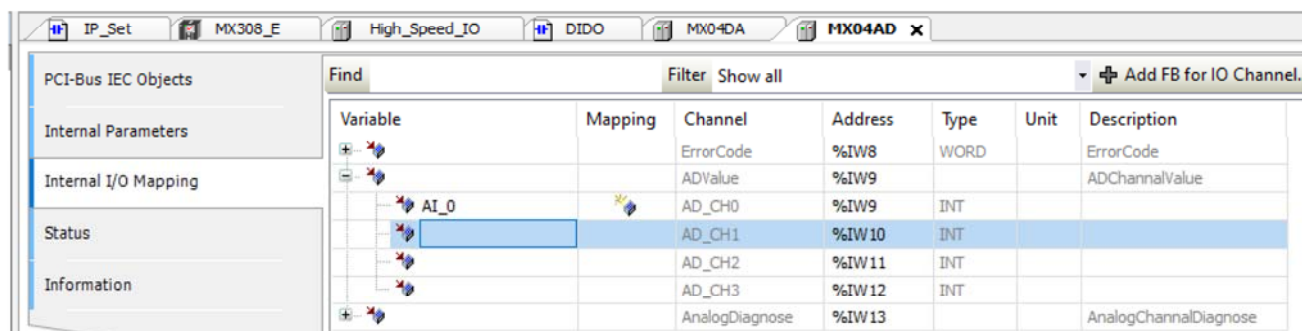 IP_Set MX308_E High_Speed_IO DIDO MX04DA MX04AD
PCI-Bus IEC Objects
Internal Parameters
Internal I/O Mapping
Status
Information
Find Filter Show all Add FB for IO Channel.
Variable Mapping Channel Address Type Unit Description
ErrorCode %IW8 WORD ErrorCode
ADValue %IW9 ADChannalValue
AI_0 AD_CH0 %IW9 INT
AD_CH1 %IW10 INT
AD_CH2 %IW11 INT
AD_CH3 %IW12 INT
AnalogDiagnose %IW13 AnalogChannalDiagnose